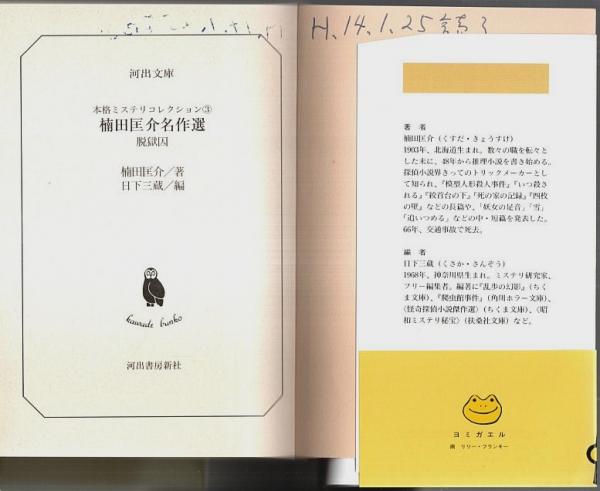 河出文庫
本格ミステリコレクション③
楠田匡介名作選
脱獄囚
楠田匡介／著
日下三蔵／編
kawade bunko
河出書房新社
H.14.1.25 読了
著 者
楠田匡介（くすだ・きょうすけ）
1903年、北海道生まれ。数々の職を転々と
した末に、48年から推理小説を書き始める。
探偵小説界きってのトリックメーカーとし
て知られ、『模型人形殺人事件』『いつ殺さ
れる』『絞首台の下』『死の家の記録』『四枚
の壁』などの長篇や、「妖女の足音」「雪」
「追いつめる」などの中・短篇を発表した。
66年、交通事故で死去。
編 者
日下三蔵（くさか・さんぞう）
1968年、神奈川県生まれ。ミステリ研究家、
フリー編集者。編著に『乱歩の幻影』（ちく
ま文庫）、『爬虫館事件』（角川ホラー文庫）、
〈怪奇探偵小説傑作選〉（ちくま文庫）、〈昭
和ミステリ秘宝〉（扶桑社文庫）など。
ヨミガエル
画 リリー・フランキー